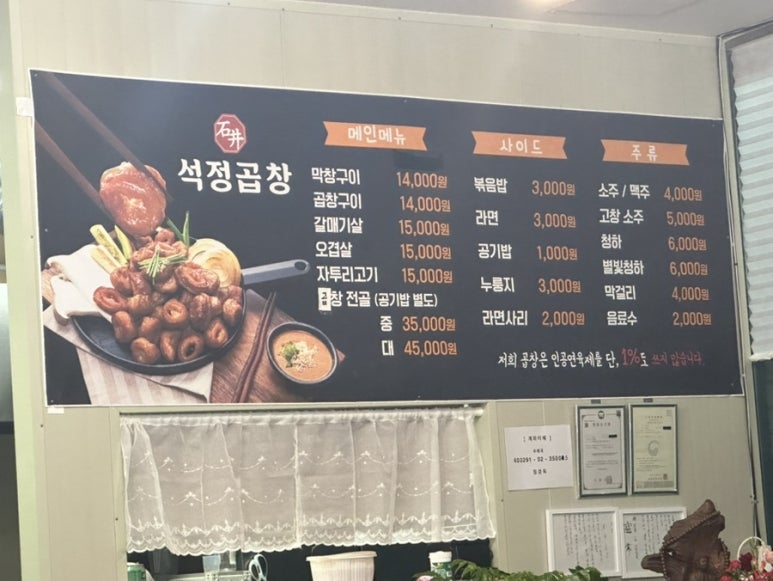 石井
석정곱창
메인메뉴
막창구이 14,000원
곱창구이 14,000원
갈매기살 15,000원
오겹살 15,000원
자투리고기 15,000원
곱창 전골 (공기밥 별도)
중 35,000원
대 45,000원
사이드
볶음밥 3,000원
라면 3,000원
공기밥 1,000원
누룽지 3,000원
라면사리 2,000원
주류
소주 / 맥주 4,000원
고창 소주 5,000원
청하 6,000원
별빛청하 6,000원
막걸리 4,000원
음료수 2,000원
저희 곱창은 인공연육제를 단, 1%도 쓰지 않습니다.
[ 계좌이체 ]